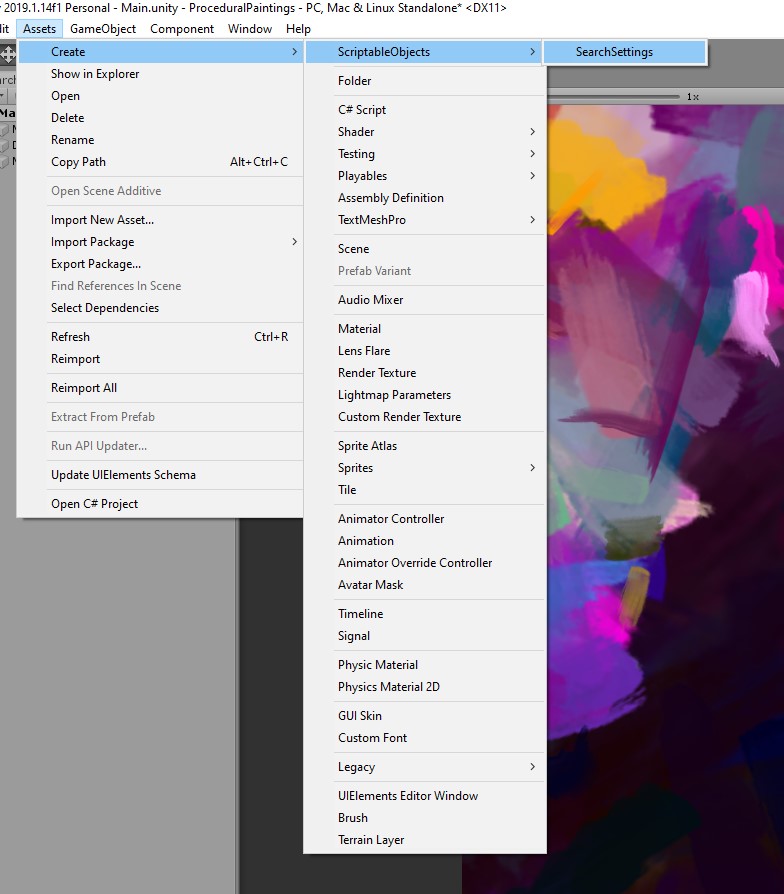 2019.1.14f1 Personal - Main.unity - ProceduralPaintings - PC, Mac & Linux Standalone* <DX11>
Assets GameObject Component Window Help
Create
Show in Explorer
Open
Delete
Rename
Copy Path Alt+Ctrl+C
Open Scene Additive
Import New Asset...
Import Package
Export Package...
Find References In Scene
Select Dependencies
Refresh Ctrl+R
Reimport
Reimport All
Extract From Prefab
Run API Updater...
Update UIElements Schema
Open C# Project
ScriptableObjects
Folder
C# Script
Shader
Testing
Playables
Assembly Definition
TextMeshPro
Scene
Prefab Variant
Audio Mixer
Material
Lens Flare
Render Texture
Lightmap Parameters
Custom Render Texture
Sprite Atlas
Sprites
Tile
Animator Controller
Animation
Animator Override Controller
Avatar Mask
Timeline
Signal
Physic Material
Physics Material 2D
GUI Skin
Custom Font
Legacy
UIElements Editor Window
Brush
Terrain Layer
SearchSettings
1x